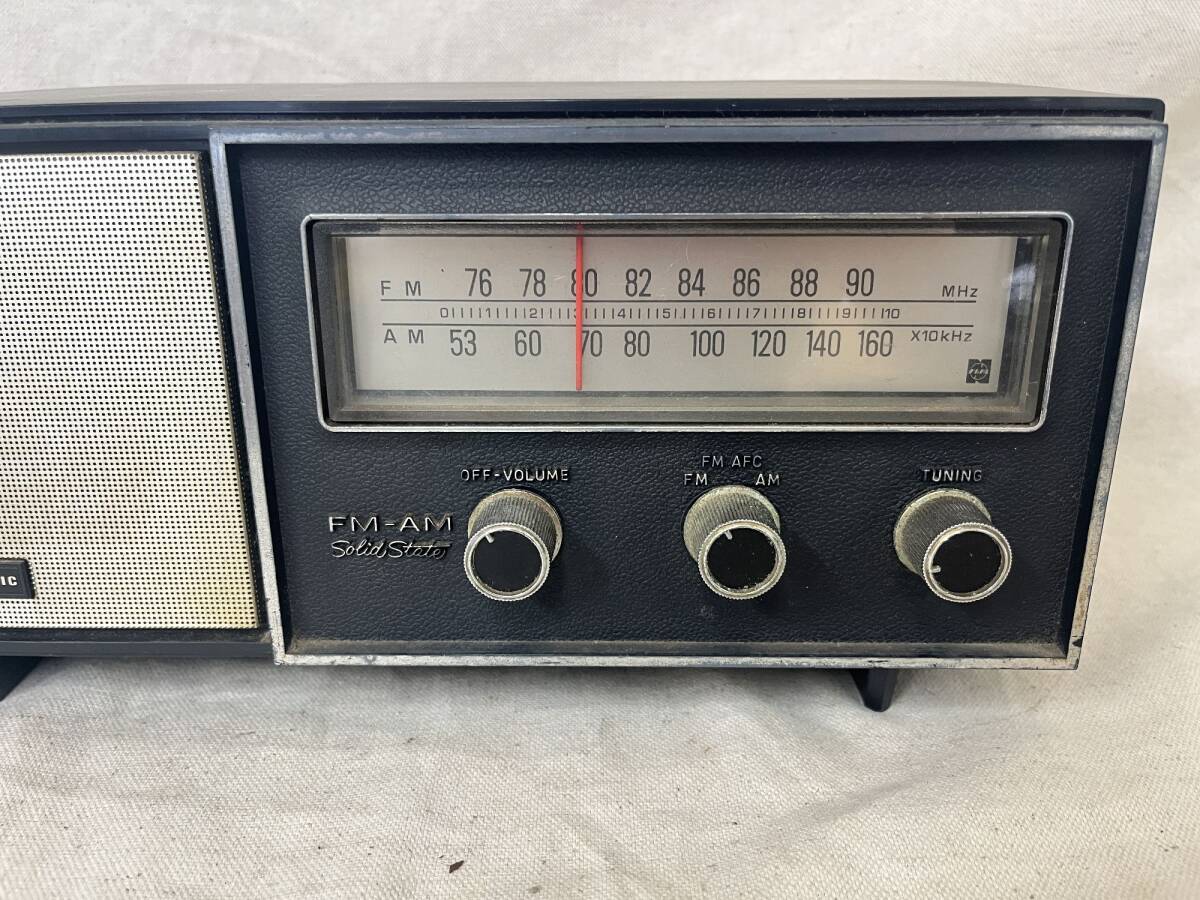 FM 76 78 80 82 84 86 88 90 MHz
0 1 2 3 4 5 6 7 8 9 10
AM 53 60 70 80 100 120 140 160 X10kHz
OFF-VOLUME
FM AFC
FM AM
TUNING
FM-AM
Solid State
IC